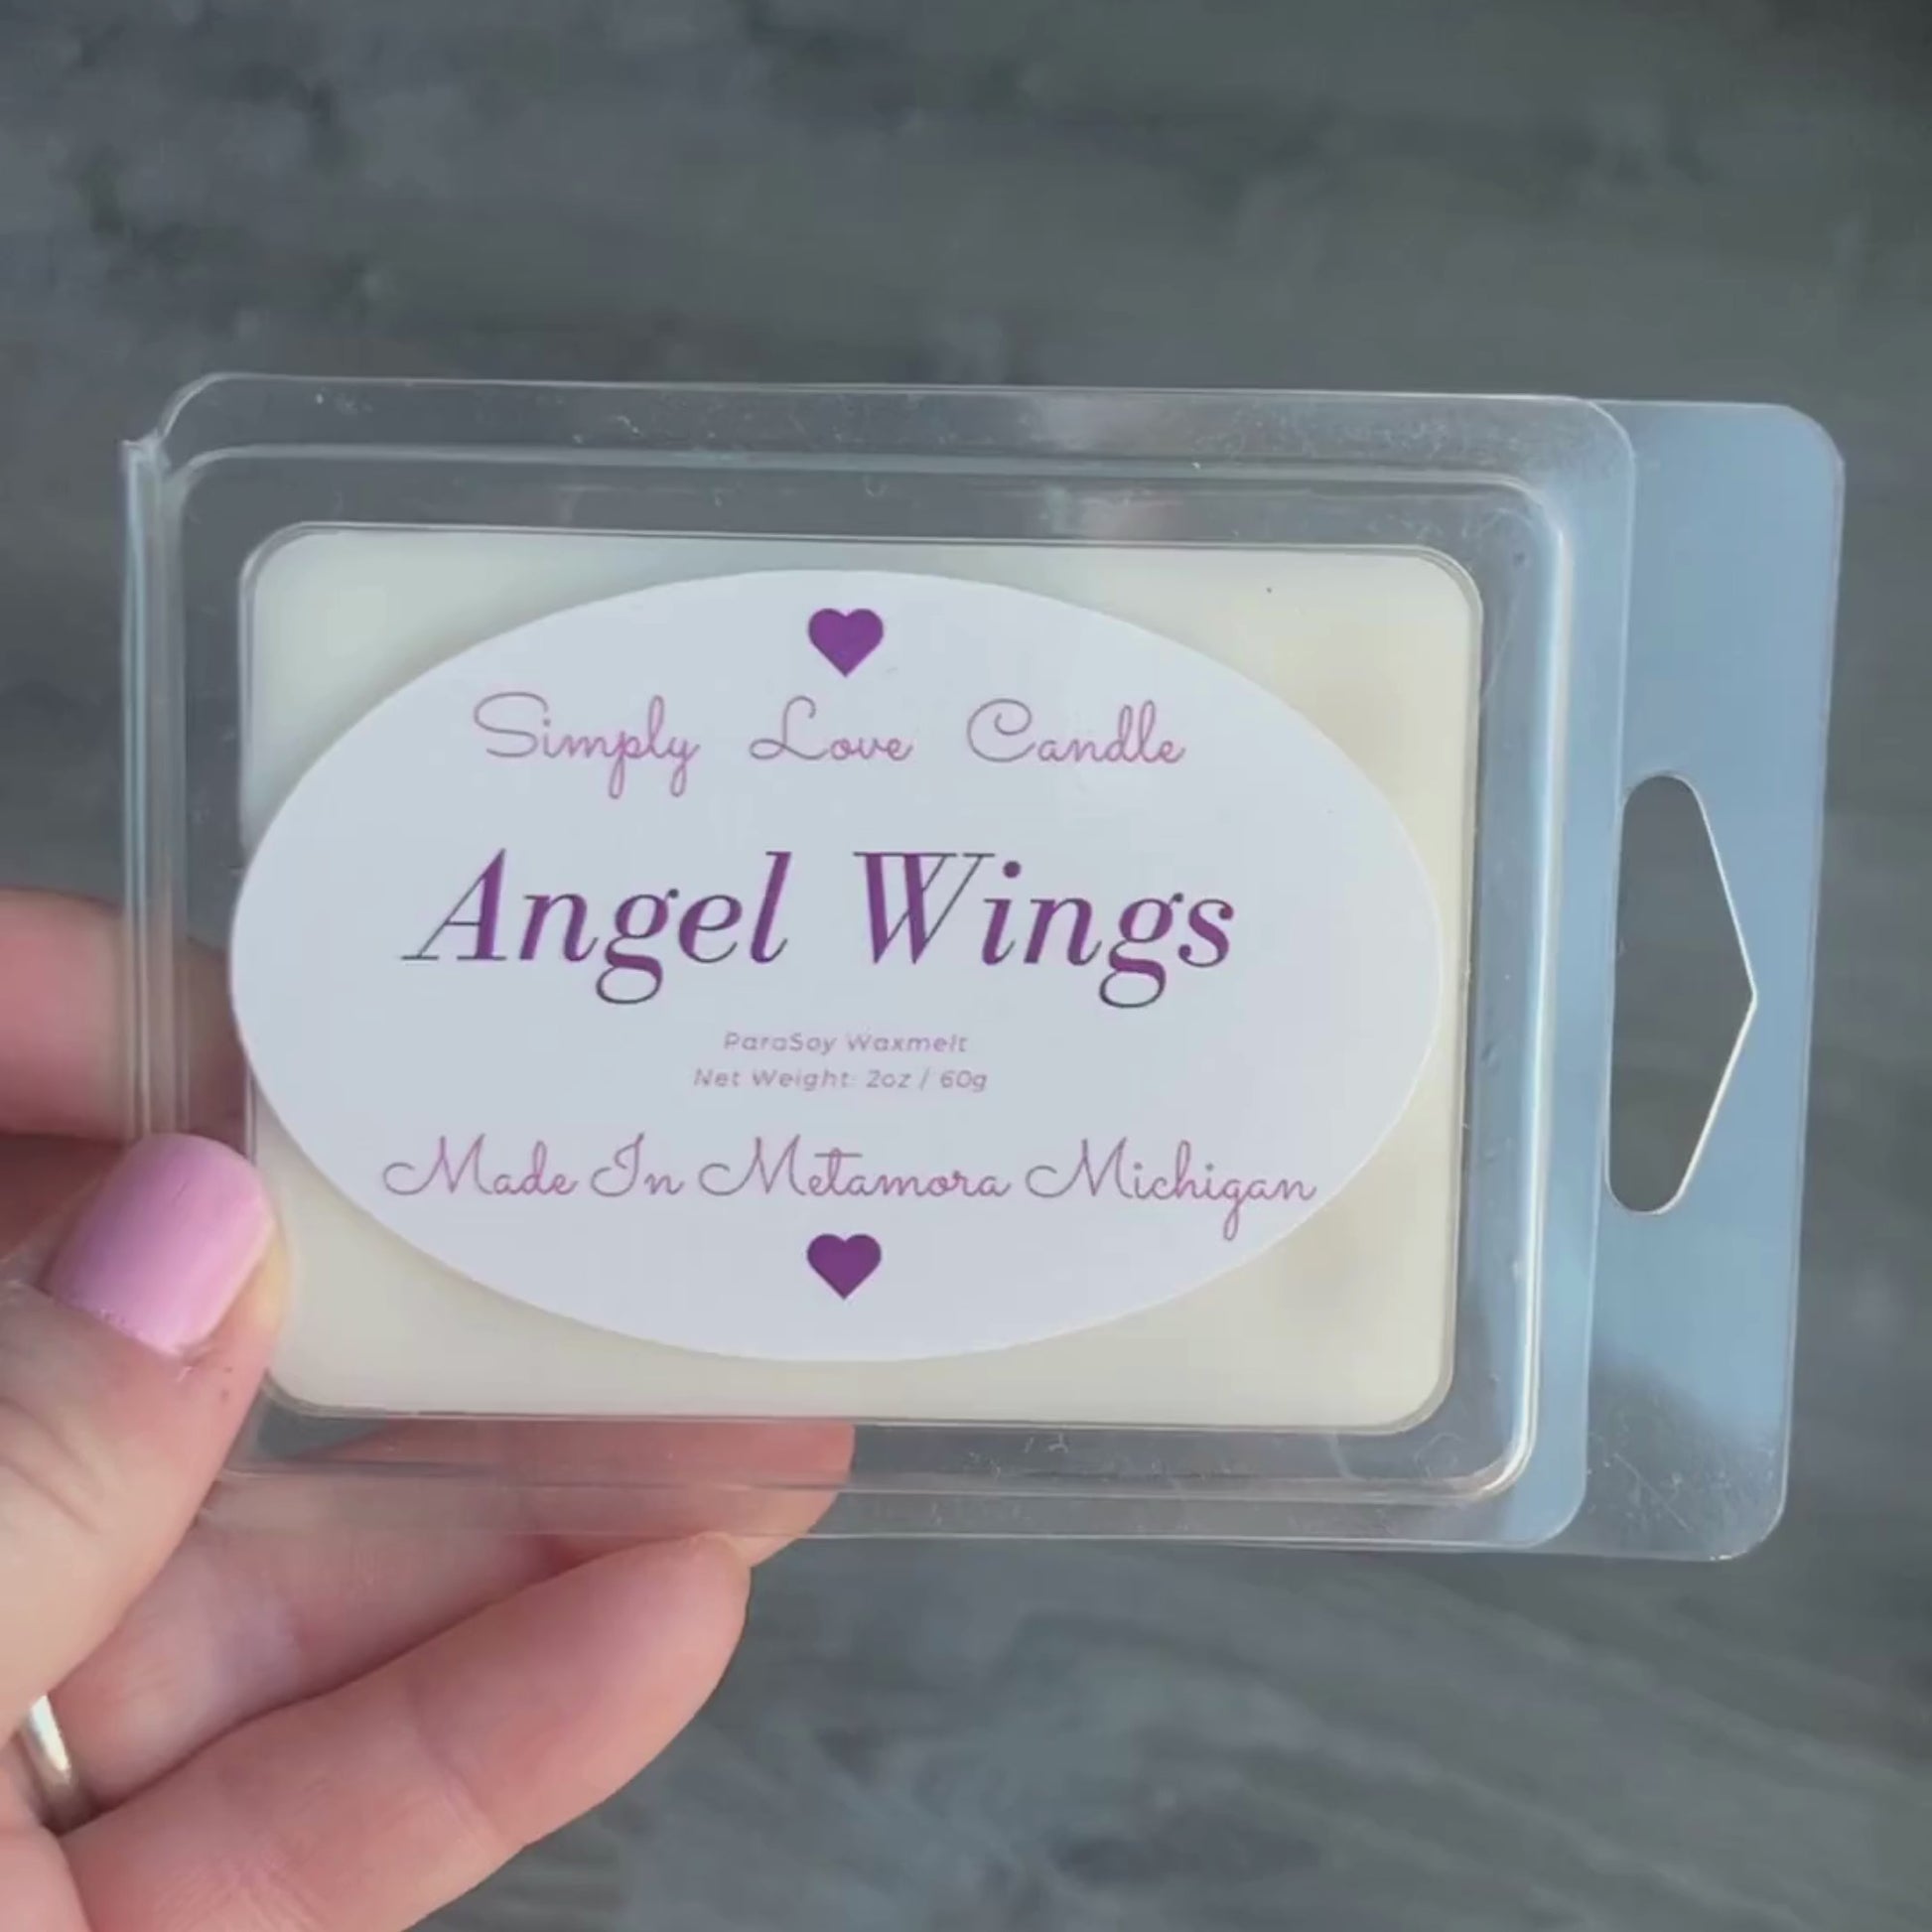 Simply Love Candle
Angel Wings
ParaSoy Waxmelt
Net Weight: 2oz / 60g
Made In Metamora Michigan